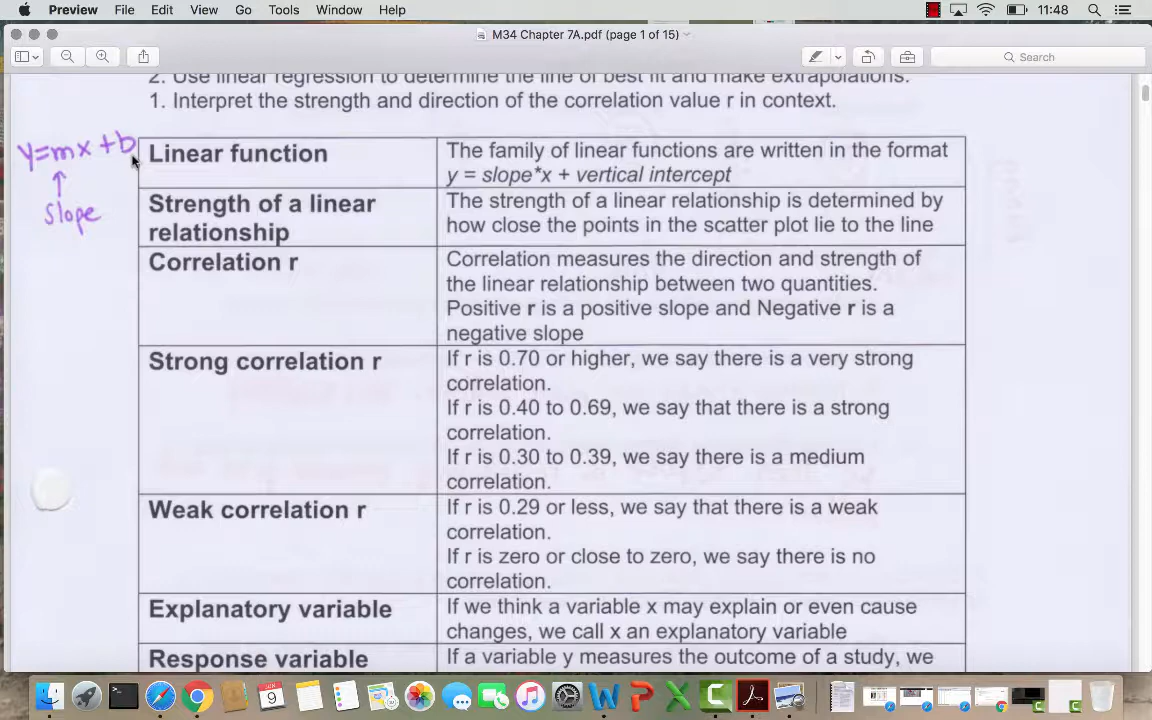 Preview File Edit View Go Tools Window Help 11:48
M34 Chapter 7A.pdf (page 1 of 15)
Search
2. Use linear regression to determine the line of best fit and make extrapolations.
1. Interpret the strength and direction of the correlation value r in context.
y=mx+b
slope
Linear function
The family of linear functions are written in the format
y = slope*x + vertical intercept
Strength of a linear
relationship
The strength of a linear relationship is determined by
how close the points in the scatter plot lie to the line
Correlation r
Correlation measures the direction and strength of
the linear relationship between two quantities.
Positive r is a positive slope and Negative r is a
negative slope
Strong correlation r
If r is 0.70 or higher, we say there is a very strong
correlation.
If r is 0.40 to 0.69, we say that there is a strong
correlation.
If r is 0.30 to 0.39, we say there is a medium
correlation.
Weak correlation r
If r is 0.29 or less, we say that there is a weak
correlation.
If r is zero or close to zero, we say there is no
correlation.
Explanatory variable
If we think a variable x may explain or even cause
changes, we call x an explanatory variable
Response variable
If a variable y measures the outcome of a study, we
9